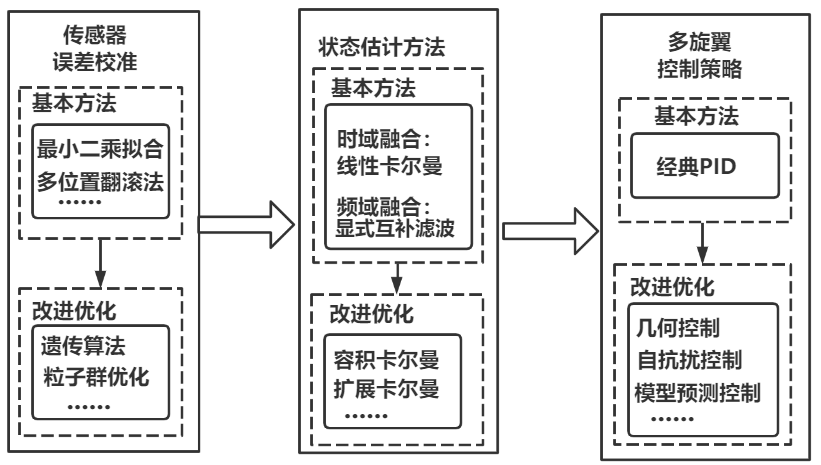 传感器
误差校准
基本方法
最小二乘拟合
多位置翻滚法
……
改进优化
遗传算法
粒子群优化
……
状态估计方法
基本方法
时域融合：
线性卡尔曼
频域融合：
显式互补滤波
改进优化
容积卡尔曼
扩展卡尔曼
……
多旋翼
控制策略
基本方法
经典PID
改进优化
几何控制
自抗扰控制
模型预测控制
……